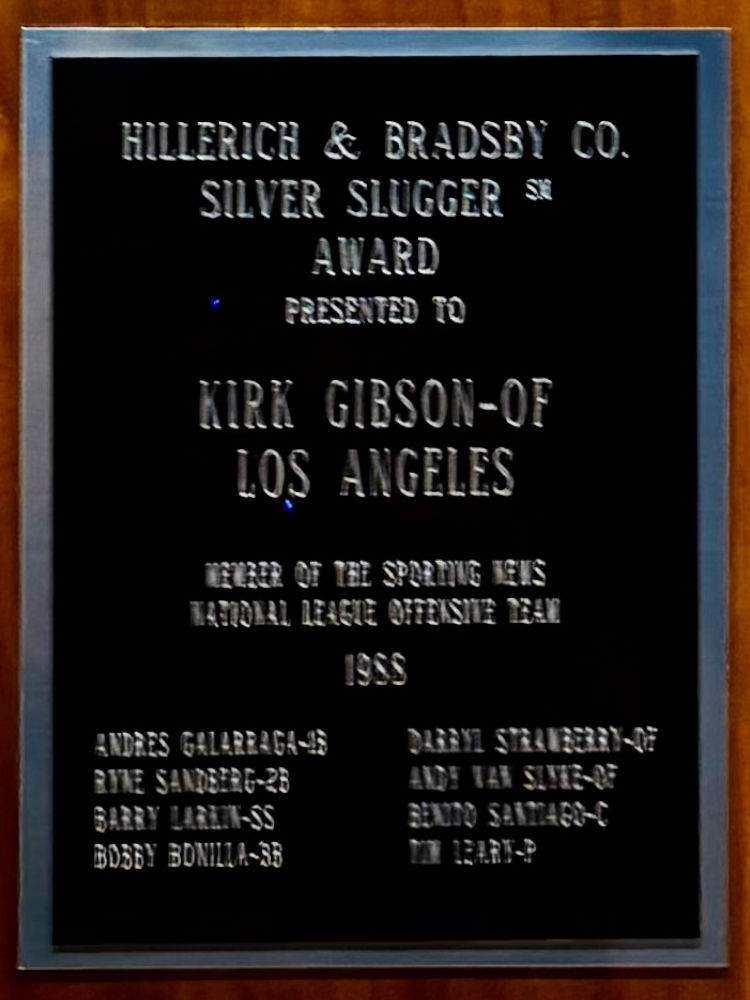 HILLERICH & BRADSBY CO.
SILVER SLUGGER SM
AWARD
PRESENTED TO
KIRK GIBSON-OF
LOS ANGELES
MEMBER OF THE SPORTING NEWS
NATIONAL LEAGUE OFFENSIVE TEAM
1988
ANDRES GALARRAGA-1B
RYNE SANDBERG-2B
BARRY LARKIN-SS
BOBBY BONILLA-3B
DARRYL STRAWBERRY-OF
ANDY VAN SLYKE-OF
BENITO SANTIAGO-C
TIM LEARY-P